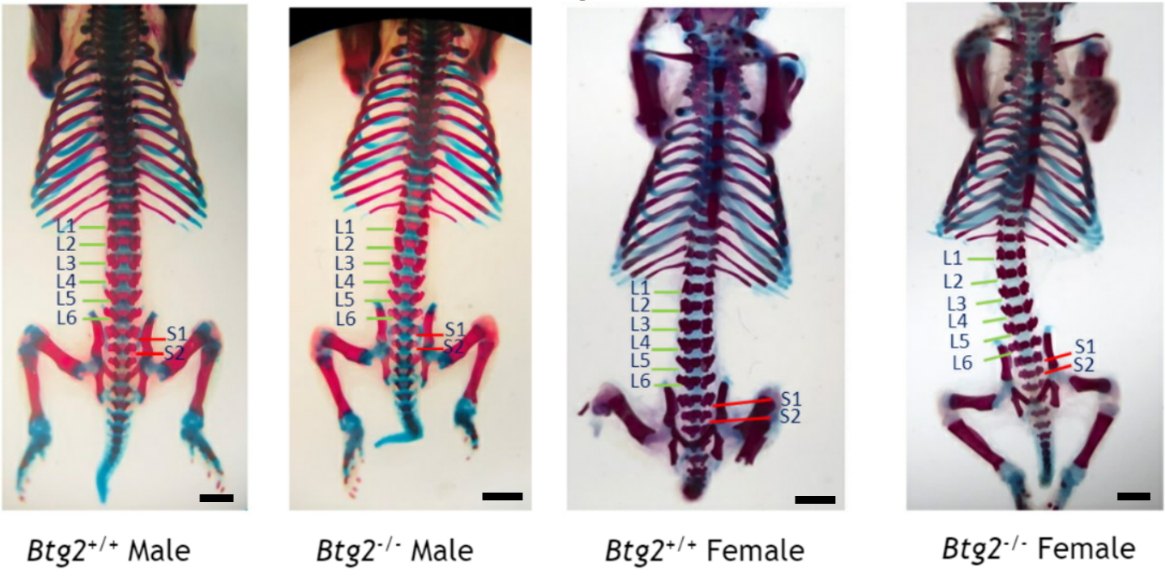 L1
L2
L3
L4
L5
L6
S1
S2
L1
L2
L3
L4
L5
L6
S1
S2
L1
L2
L3
L4
L5
L6
S1
S2
L1
L2
L3
L4
L5
L6
S1
S2
Btg2+/+ Male
Btg2-/- Male
Btg2+/+ Female
Btg2-/- Female